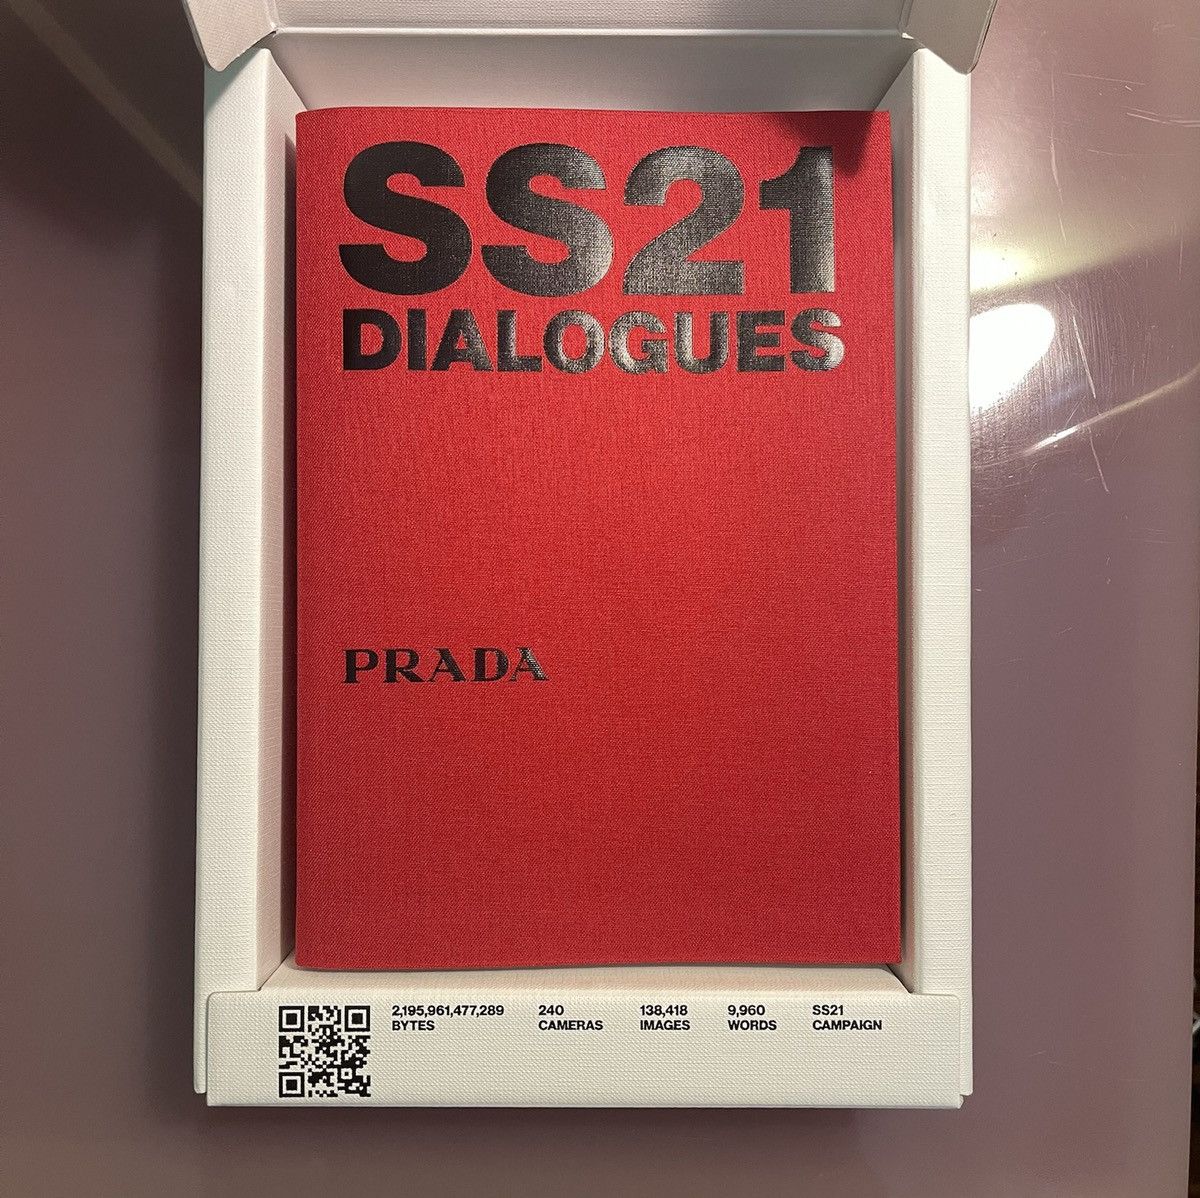 SS21
DIALOGUES
PRADA
2,195,961,477,289 240 138,418 9,960 SS21
BYTES CAMERAS IMAGES WORDS CAMPAIGN